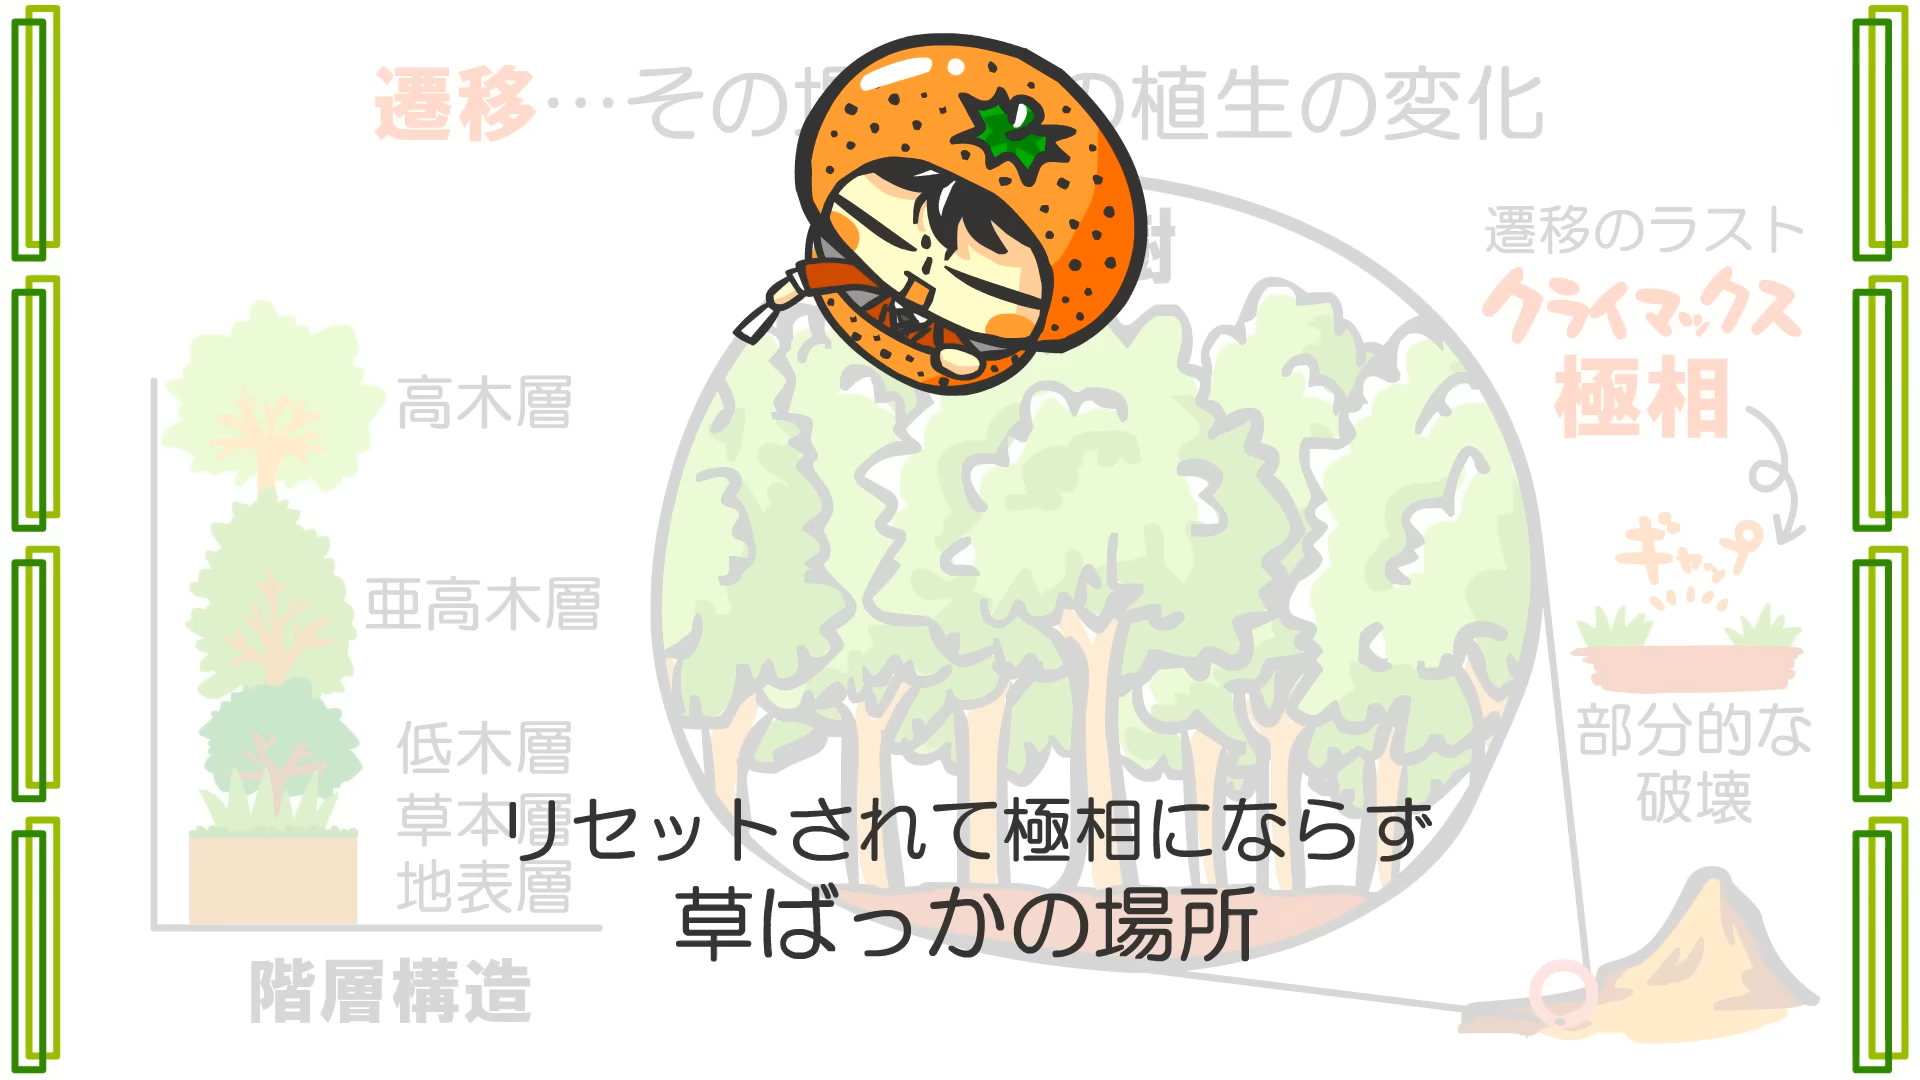 遷移…その場の植生の変化
樹
遷移のラスト
クライマックス
極相
高木層
ギャップ
亜高木層
部分的な
破壊
低木層
草本層
地表層
リセットされて極相にならず
草ばっかの場所
階層構造